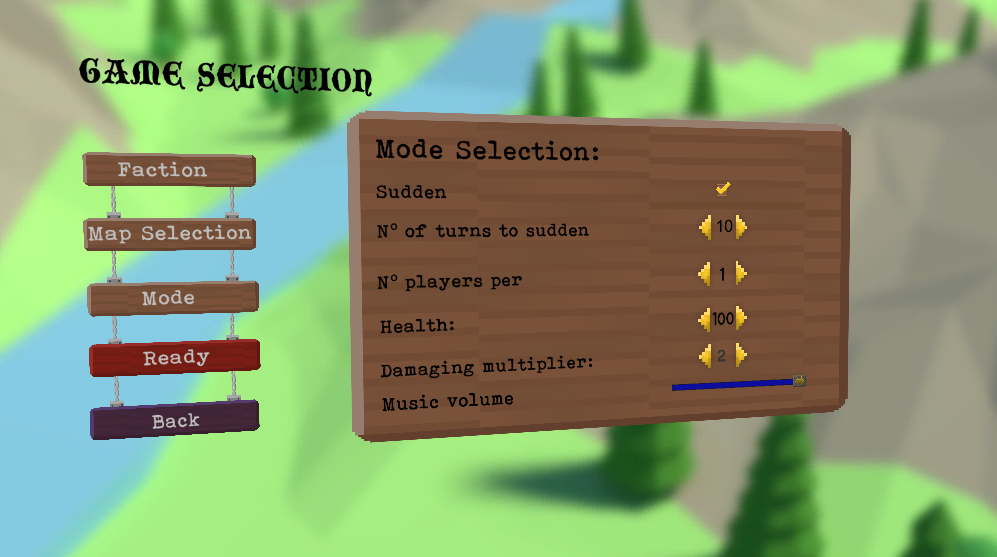 GAME SELECTION
Faction
Map Selection
Mode
Ready
Back
Mode Selection:
Sudden
N° of turns to sudden 10
N° players per 1
Health: 100
Damaging multiplier: 2
Music volume